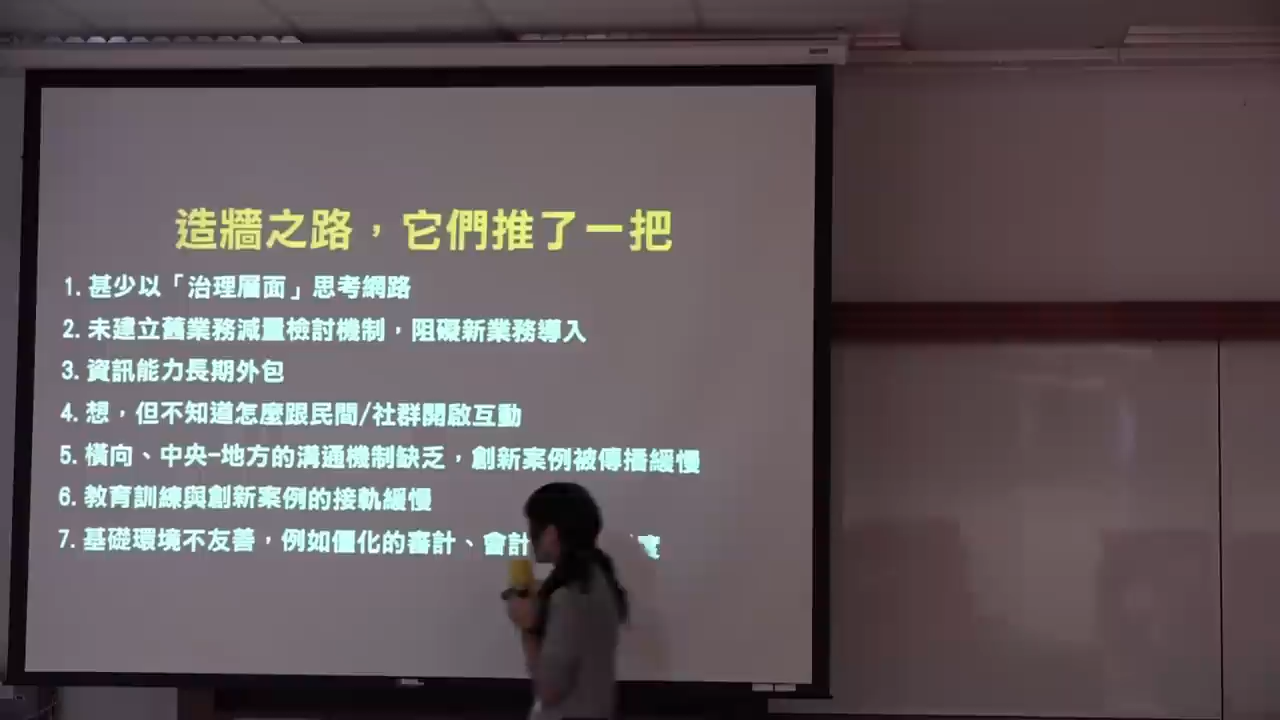 造牆之路，它們推了一把
1. 甚少以「治理層面」思考網路
2. 未建立舊業務減量檢討機制，阻礙新業務導入
3. 資訊能力長期外包
4. 想，但不知道怎麼跟民間/社群開啟互動
5. 橫向、中央-地方的溝通機制缺乏，創新案例被傳播緩慢
6. 教育訓練與創新案例的接軌緩慢
7. 基礎環境不友善，例如僵化的審計、會計 度